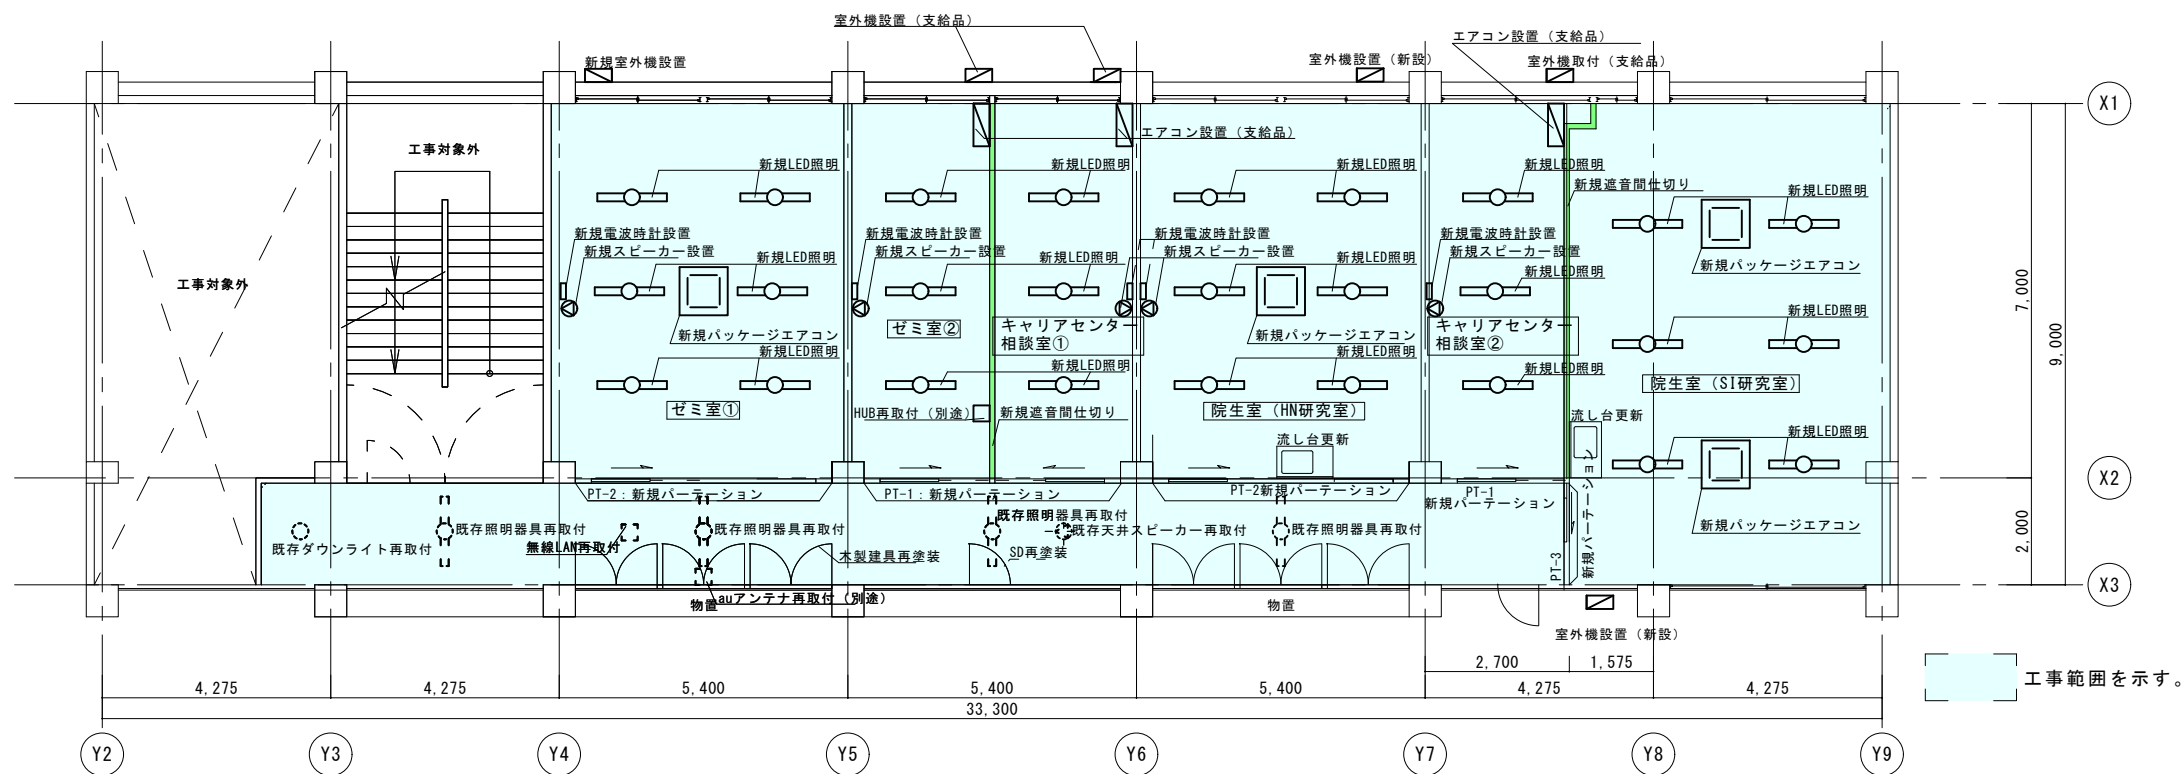 室外機設置（支給品）
エアコン設置（支給品）
新規室外機設置
室外機設置（新設）
室外機取付（支給品）
X1
エアコン設置（支給品）
工事対象外
新規LED照明
新規LED照明
新規LED照明
新規LED照明
新規遮音間仕切り
新規LED照明
新規電波時計設置
新規スピーカー設置
新規電波時計設置
新規スピーカー設置
新規電波時計設置
新規スピーカー設置
新規電波時計設置
新規スピーカー設置
新規LED照明
新規LED照明
新規LED照明
新規LED照明
新規パッケージエアコン
工事対象外
7,000
9,000
新規LED照明
ゼミ室②
キャリアセンター
相談室①
キャリアセンター
相談室②
新規パッケージエアコン
新規パッケージエアコン
新規LED照明
新規LED照明
新規LED照明
新規LED照明
院生室（SI研究室）
ゼミ室①
HUB再取付（別途）
新規遮音間仕切り
院生室（HN研究室）
流し台更新
流し台更新
新規LED照明
X2
PT-2：新規パーテーション
PT-1：新規パーテーション
PT-2新規パーテーション
PT-1
新規パーテーション
PT-3
新規パーテーション
既存照明器具再取付
既存照明器具再取付
既存照明器具再取付
既存天井スピーカー再取付
既存照明器具再取付
新規パッケージエアコン
既存ダウンライト再取付
無線LAN再取付
木製建具再塗装
SD再塗装
2,000
X3
auアンテナ再取付（別途）
物置
物置
室外機設置（新設）
2,700
1,575
工事範囲を示す。
4,275
4,275
5,400
5,400
5,400
4,275
4,275
33,300
Y2
Y3
Y4
Y5
Y6
Y7
Y8
Y9